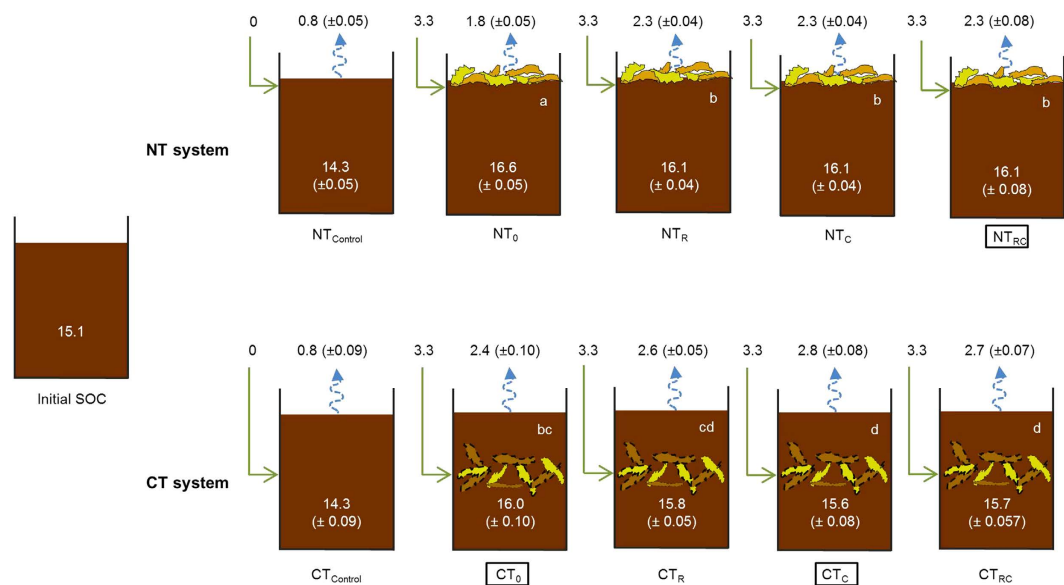 0 0.8 (±0.05) 3.3 1.8 (±0.05) 3.3 2.3 (±0.04) 3.3 2.3 (±0.04) 3.3 2.3 (±0.08)
a b b b
NT system
14.3 16.6 16.1 16.1 16.1
(±0.05) (± 0.05) (± 0.04) (± 0.04) (± 0.08)
NTControl NT0 NTR NTC NTRC
15.1
Initial SOC
0 0.8 (±0.09) 3.3 2.4 (±0.10) 3.3 2.6 (±0.05) 3.3 2.8 (±0.08) 3.3 2.7 (±0.07)
bc cd d d
CT system
14.3 16.0 15.8 15.6 15.7
(± 0.09) (± 0.10) (± 0.05) (± 0.08) (± 0.057)
CTControl CT0 CTR CTC CTRC